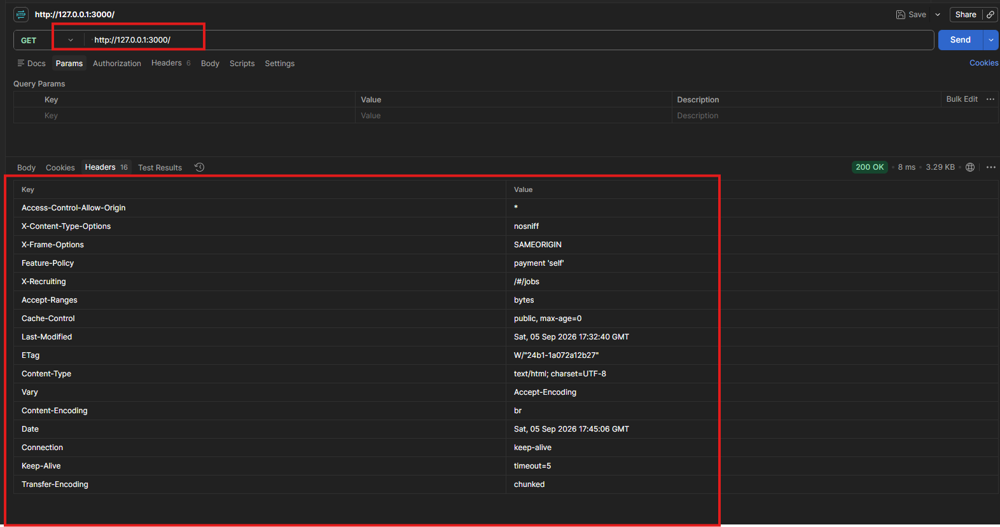 HTTP http://127.0.0.1:3000/ Save Share
GET http://127.0.0.1:3000/ Send
Docs Params Authorization Headers 6 Body Scripts Settings Cookies
Query Params
Key Value Description Bulk Edit
Key Value Description
Body Cookies Headers 16 Test Results 200 OK 8 ms 3.29 KB
Key Value
Access-Control-Allow-Origin *
X-Content-Type-Options nosniff
X-Frame-Options SAMEORIGIN
Feature-Policy payment 'self'
X-Recruiting /#/jobs
Accept-Ranges bytes
Cache-Control public, max-age=0
Last-Modified Sat, 05 Sep 2026 17:32:40 GMT
ETag W/"24b1-1a072a12b27"
Content-Type text/html; charset=UTF-8
Vary Accept-Encoding
Content-Encoding br
Date Sat, 05 Sep 2026 17:45:06 GMT
Connection keep-alive
Keep-Alive timeout=5
Transfer-Encoding chunked